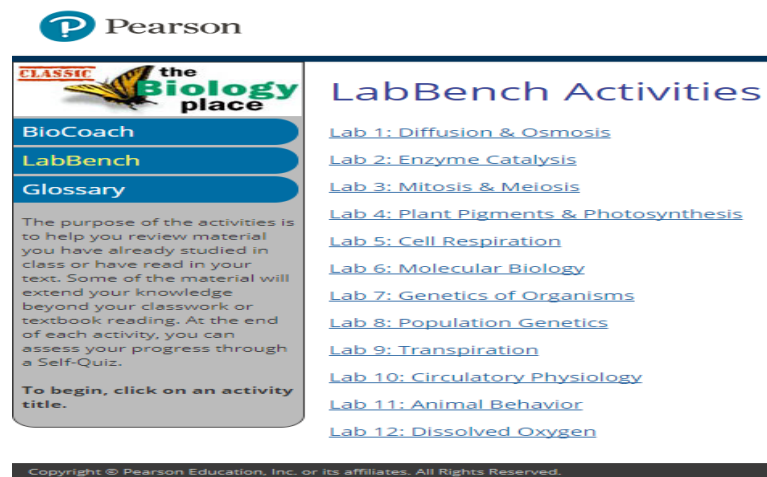 Pearson
CLASSIC the
Biology
place
BioCoach
LabBench
Glossary
The purpose of the activities is
to help you review material
you have already studied in
class or have read in your
text. Some of the material will
extend your knowledge
beyond your classwork or
textbook reading. At the end
of each activity, you can
assess your progress through
a Self-Quiz.
To begin, click on an activity
title.
LabBench Activities
Lab 1: Diffusion & Osmosis
Lab 2: Enzyme Catalysis
Lab 3: Mitosis & Meiosis
Lab 4: Plant Pigments & Photosynthesis
Lab 5: Cell Respiration
Lab 6: Molecular Biology
Lab 7: Genetics of Organisms
Lab 8: Population Genetics
Lab 9: Transpiration
Lab 10: Circulatory Physiology
Lab 11: Animal Behavior
Lab 12: Dissolved Oxygen
Copyright © Pearson Education, Inc. or its affiliates. All Rights Reserved.